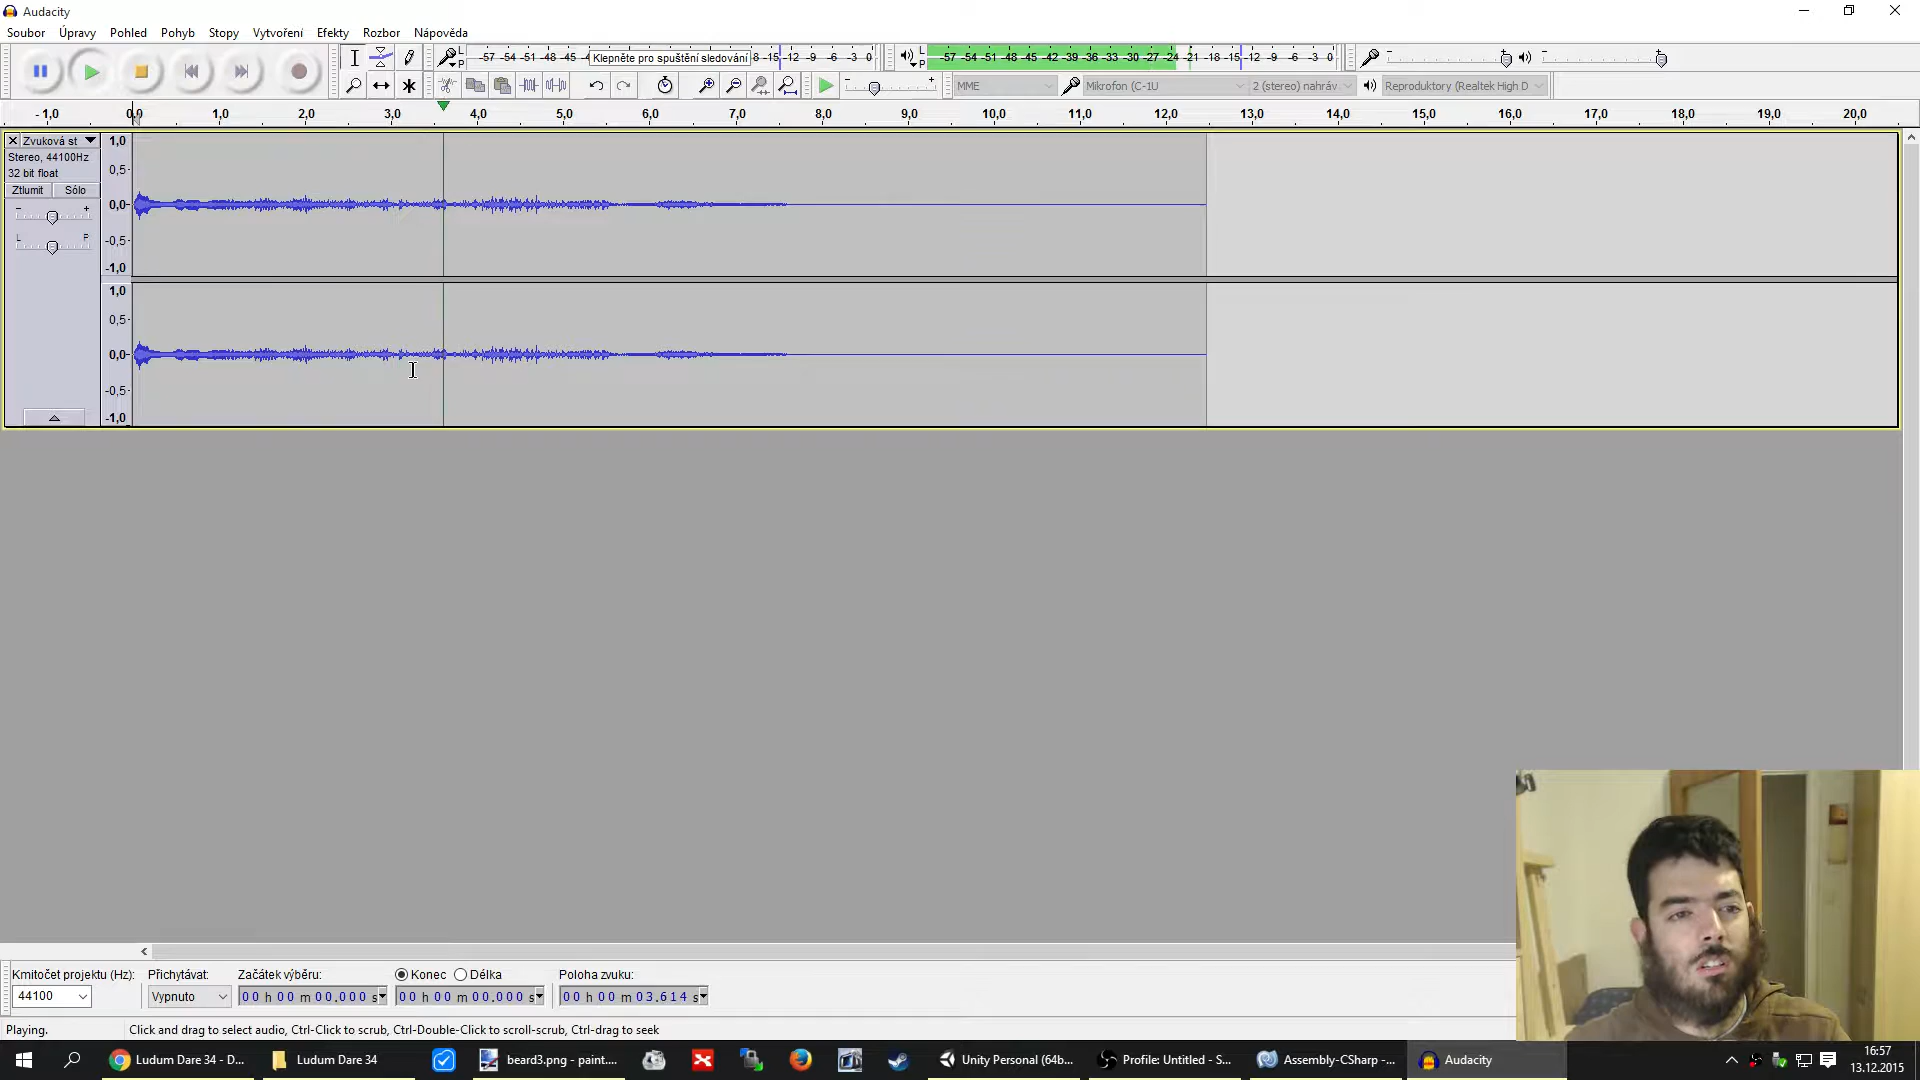 Audacity
Soubor Úpravy Pohled Pohyb Stopy Vytvoření Efekty Rozbor Nápověda
L P -57 -54 -51 -48 -45 -4 Klepněte pro spuštění sledování 8 -15 -12 -9 -6 -3 0 L P -57 -54 -51 -48 -45 -42 -39 -36 -33 -30 -27 -24 -21 -18 -15 -12 -9 -6 -3 0
MME Mikrofon (C-1U 2 (stereo) nahráv Reproduktory (Realtek High D
-1,0 0,0 1,0 2,0 3,0 4,0 5,0 6,0 7,0 8,0 9,0 10,0 11,0 12,0 13,0 14,0 15,0 16,0 17,0 18,0 19,0 20,0
Zvuková st 1,0
Stereo, 44100Hz
0,5
32 bit float
Ztlumit Sólo
0,0
- +
L P
-0,5
-1,0
1,0
0,5
0,0
-0,5
-1,0
Kmitočet projektu (Hz): Přichytávat: Začátek výběru: Konec Délka Poloha zvuku:
44100 Vypnuto 00 h 00 m 00.000 s 00 h 00 m 00.000 s 00 h 00 m 03.614 s
Playing. Click and drag to select audio, Ctrl-Click to scrub, Ctrl-Double-Click to scroll-scrub, Ctrl-drag to seek
Ludum Dare 34 - D... Ludum Dare 34 beard3.png - paint.... Unity Personal (64b... Profile: Untitled - S... Assembly-CSharp -... Audacity
16:57
13.12.2015